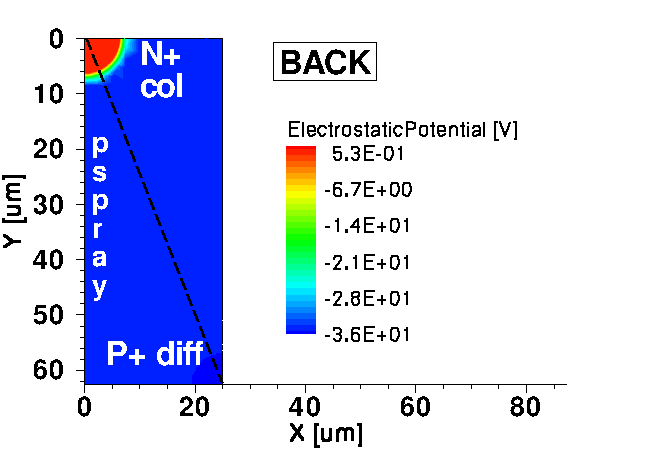 BACK
N+
col
pspray
P+ diff
ElectrostaticPotential [V]
5.3E-01
-6.7E+00
-1.4E+01
-2.1E+01
-2.8E+01
-3.6E+01
Y [um]
0
10
20
30
40
50
60
0 20 40 60 80
X [um]